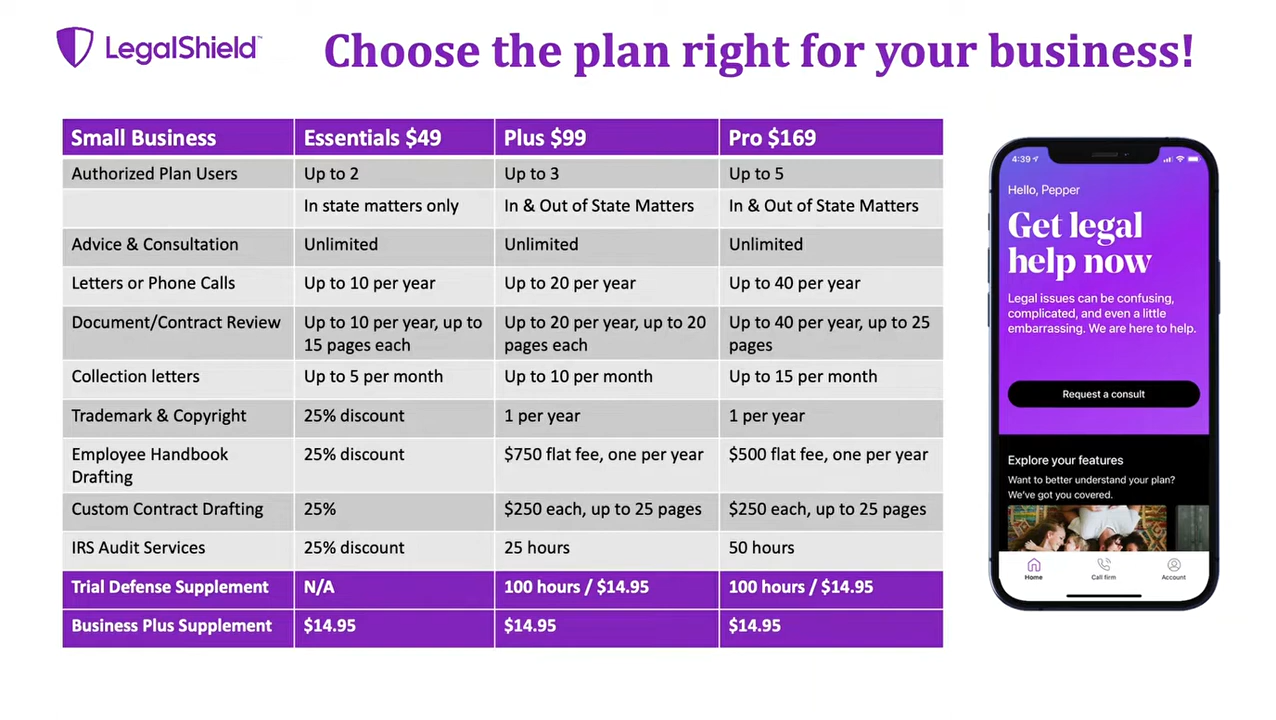 LegalShield™
Choose the plan right for your business!
Small Business Essentials $49 Plus $99 Pro $169
Authorized Plan Users Up to 2 Up to 3 Up to 5
In state matters only In & Out of State Matters In & Out of State Matters
Advice & Consultation Unlimited Unlimited Unlimited
Letters or Phone Calls Up to 10 per year Up to 20 per year Up to 40 per year
Document/Contract Review Up to 10 per year, up to Up to 20 per year, up to 20 Up to 40 per year, up to 25
15 pages each pages each pages
Collection letters Up to 5 per month Up to 10 per month Up to 15 per month
Trademark & Copyright 25% discount 1 per year 1 per year
Employee Handbook 25% discount $750 flat fee, one per year $500 flat fee, one per year
Drafting
Custom Contract Drafting 25% $250 each, up to 25 pages $250 each, up to 25 pages
IRS Audit Services 25% discount 25 hours 50 hours
Trial Defense Supplement N/A 100 hours / $14.95 100 hours / $14.95
Business Plus Supplement $14.95 $14.95 $14.95
4:39
Hello, Pepper
Get legal
help now
Legal issues can be confusing,
complicated, and even a little
embarrassing. We are here to help.
Request a consult
Explore your features
Want to better understand your plan?
We've got you covered.
Home Call firm Account